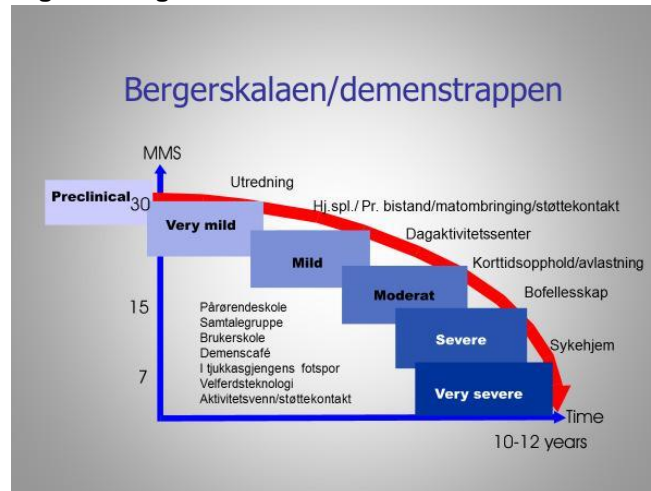 Bergerskalaen/demenstrappen
MMS
Utredning
Preclinical
30
Hj.spl./ Pr. bistand/matombringing/støttekontakt
Very mild
Dagaktivitetssenter
Mild
Korttidsopphold/avlastning
Moderat
Bofellesskap
15
Pårørendeskole
Samtalegruppe
Brukerskole
Demenscafé
I tjukkasgjengens fotspor
Velferdsteknologi
Aktivitetsvenn/støttekontakt
Severe
Sykehjem
7
Very severe
Time
10-12 years